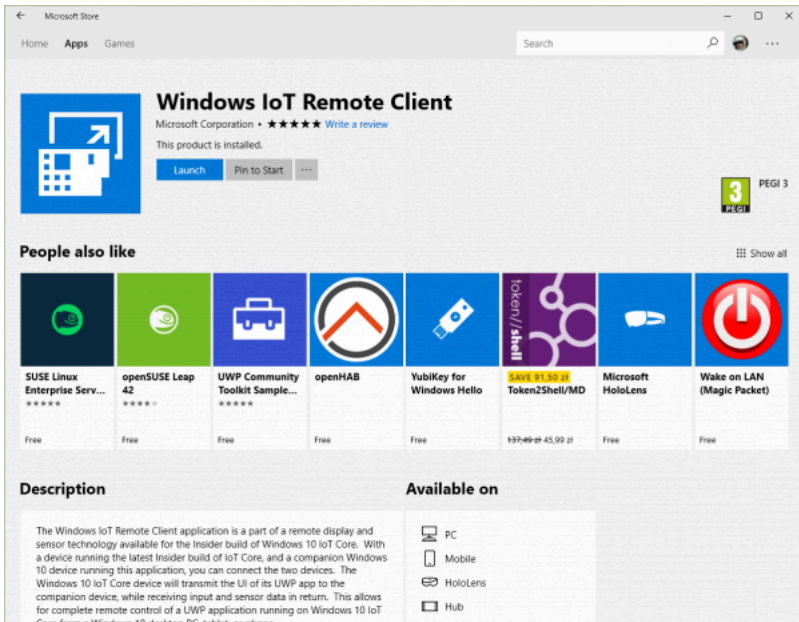 Microsoft Store
Home Apps Games Search
Windows IoT Remote Client
Microsoft Corporation • ★★★★★ Write a review
This product is installed.
Launch Pin to Start ...
3 PEGI 3
PEGI
People also like
Show all
token//shell
SUSE Linux Enterprise Serv...
openSUSE Leap 42
UWP Community Toolkit Sample...
openHAB
YubiKey for Windows Hello
SAVE 91,50 zł
Token2Shell/MD
Microsoft HoloLens
Wake on LAN (Magic Packet)
Free Free Free Free Free 137,49 zł 45,99 zł Free Free
Description
The Windows IoT Remote Client application is a part of a remote display and
sensor technology available for the Insider build of Windows 10 IoT Core. With
a device running the latest Insider build of IoT Core, and a companion Windows
10 device running this application, you can connect the two devices. The
Windows 10 IoT Core device will transmit the UI of its UWP app to the
companion device, while receiving input and sensor data in return. This allows
for complete remote control of a UWP application running on Windows 10 IoT
Available on
PC
Mobile
HoloLens
Hub